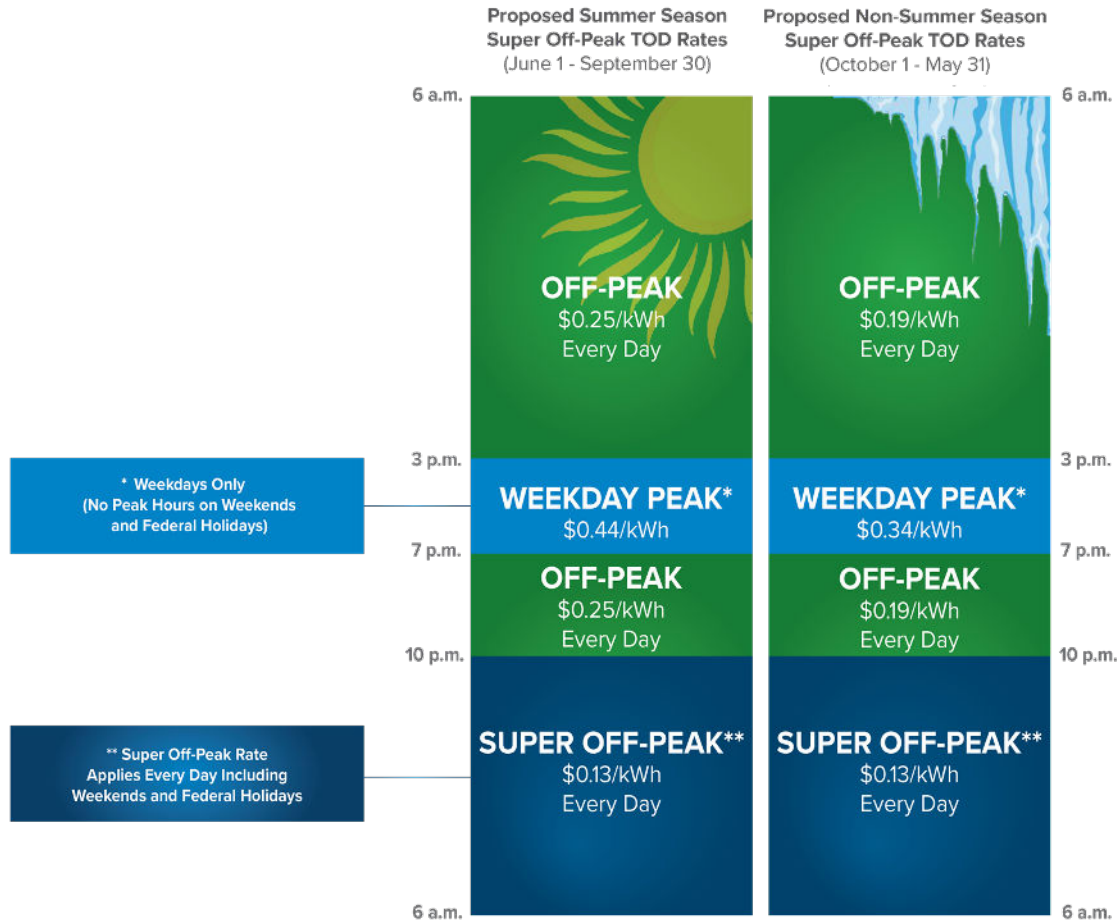 Proposed Summer Season
Super Off-Peak TOD Rates
(June 1 - September 30)
Proposed Non-Summer Season
Super Off-Peak TOD Rates
(October 1 - May 31)
6 a.m.
6 a.m.
OFF-PEAK
$0.25/kWh
Every Day
OFF-PEAK
$0.19/kWh
Every Day
3 p.m.
3 p.m.
* Weekdays Only
(No Peak Hours on Weekends
and Federal Holidays)
WEEKDAY PEAK*
$0.44/kWh
WEEKDAY PEAK*
$0.34/kWh
7 p.m.
7 p.m.
OFF-PEAK
$0.25/kWh
Every Day
OFF-PEAK
$0.19/kWh
Every Day
10 p.m.
10 p.m.
** Super Off-Peak Rate
Applies Every Day Including
Weekends and Federal Holidays
SUPER OFF-PEAK**
$0.13/kWh
Every Day
SUPER OFF-PEAK**
$0.13/kWh
Every Day
6 a.m.
6 a.m.